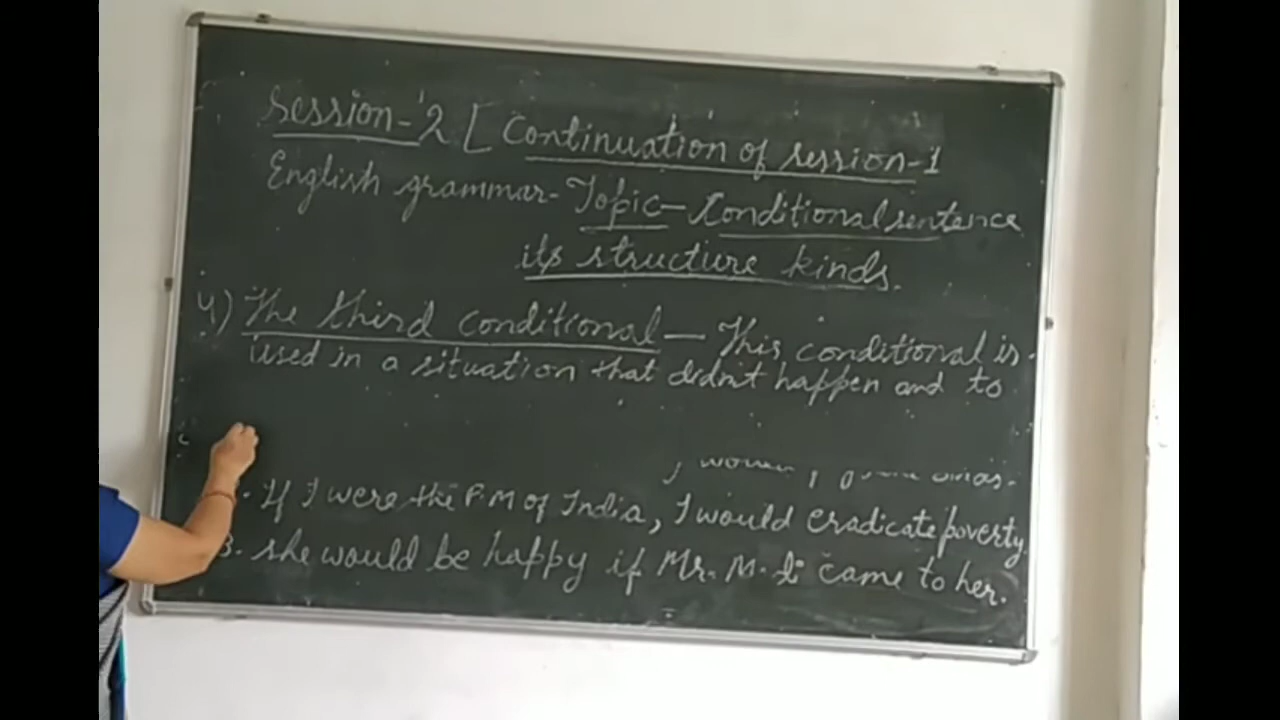 Session-2 [ Continuation of session-1
English grammar - Topic - Conditional sentence
its structure kinds.
4) The third conditional - This conditional is
used in a situation that didn't happen and to
If I were the P.M of India, I would eradicate poverty.
3. She would be happy if Mr. M. came to her.